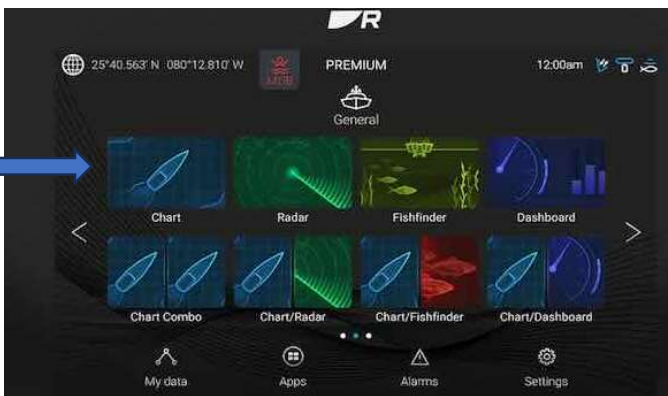 R
25°40.563' N 080°12.810' W MOB PREMIUM 12:00am
General
Chart Radar Fishfinder Dashboard
Chart Combo Chart/Radar Chart/Fishfinder Chart/Dashboard
My data Apps Alarms Settings